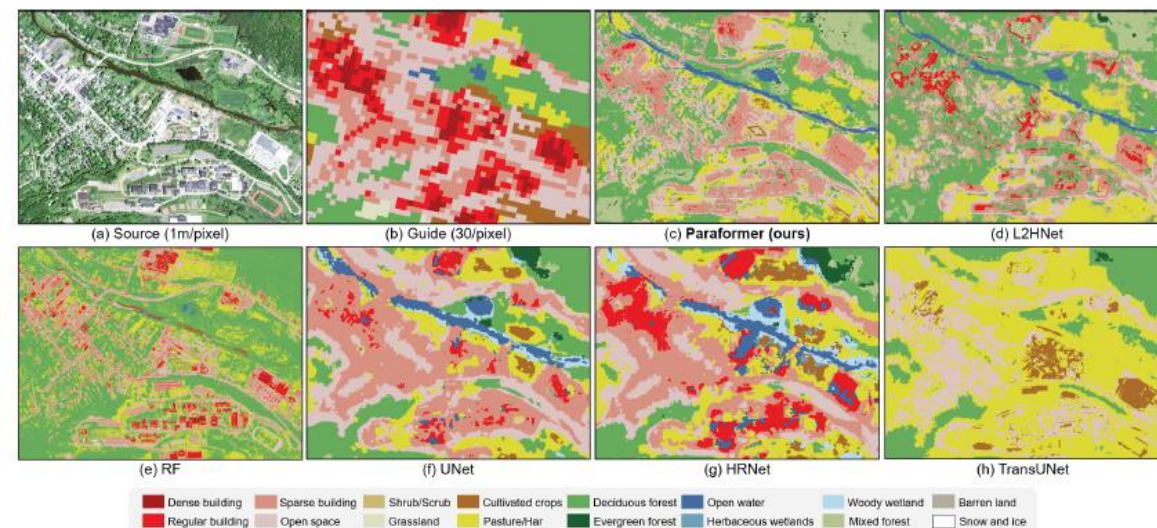 (a) Source (1m/pixel) (b) Guide (30/pixel) (c) Paraformer (ours) (d) L2HNet
(e) RF (f) UNet (g) HRNet (h) TransUNet
Dense building Sparse building Shrub/Scrub Cultivated crops Deciduous forest Open water Woody wetland Barren land
Regular building Open space Grassland Pasture/Har Evergreen forest Herbaceous wetlands Mixed forest Snow and ice